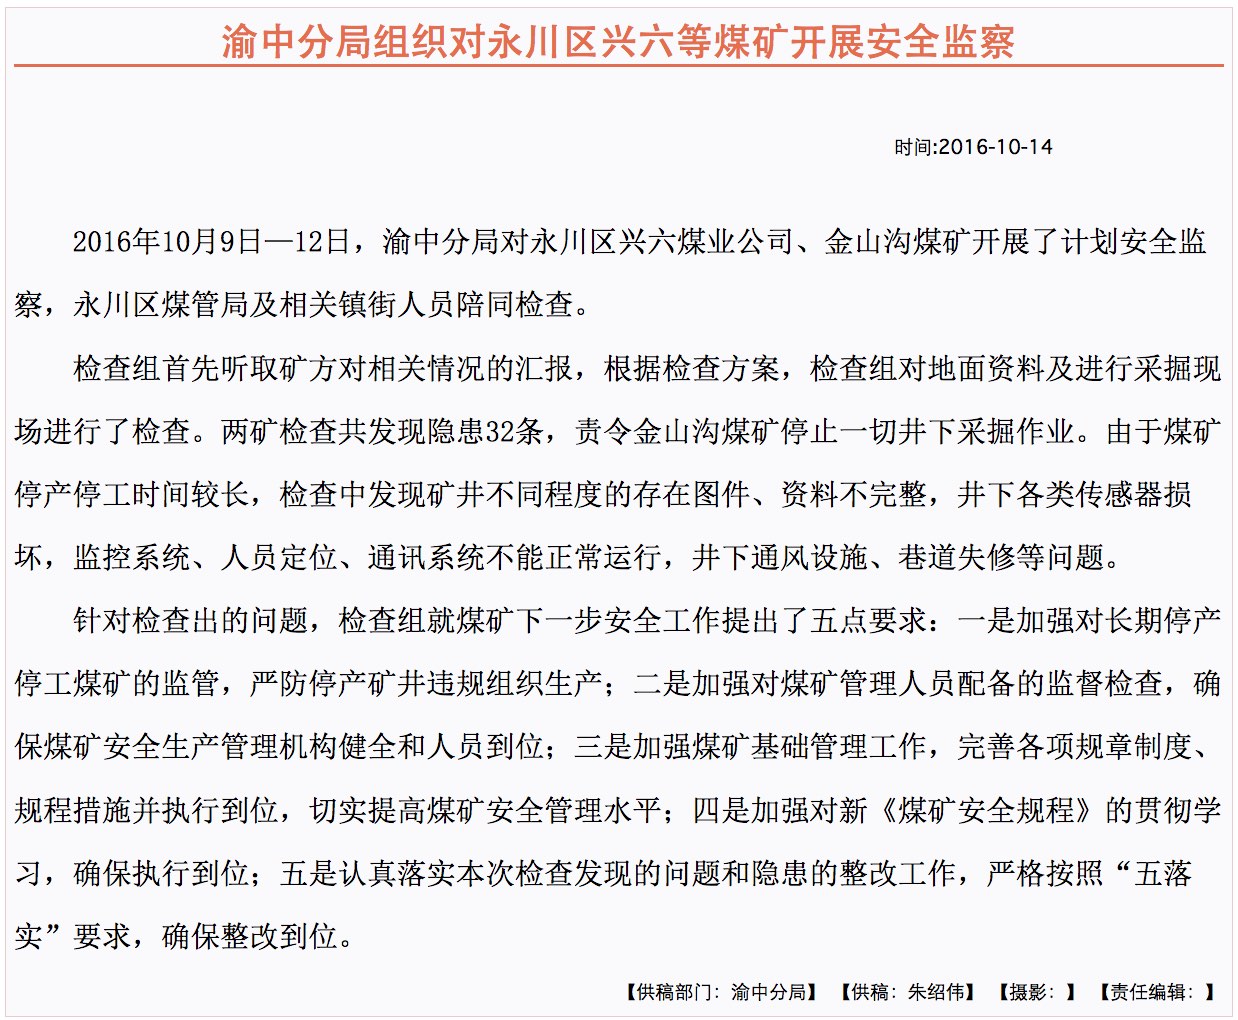 渝中分局组织对永川区兴六等煤矿开展安全监察
时间:2016-10-14
2016年10月9日—12日，渝中分局对永川区兴六煤业公司、金山沟煤矿开展了计划安全监
察，永川区煤管局及相关镇街人员陪同检查。
检查组首先听取矿方对相关情况的汇报，根据检查方案，检查组对地面资料及进行采掘现
场进行了检查。两矿检查共发现隐患32条，责令金山沟煤矿停止一切井下采掘作业。由于煤矿
停产停工时间较长，检查中发现矿井不同程度的存在图件、资料不完整，井下各类传感器损
坏，监控系统、人员定位、通讯系统不能正常运行，井下通风设施、巷道失修等问题。
针对检查出的问题，检查组就煤矿下一步安全工作提出了五点要求：一是加强对长期停产
停工煤矿的监管，严防停产矿井违规组织生产；二是加强对煤矿管理人员配备的监督检查，确
保煤矿安全生产管理机构健全和人员到位；三是加强煤矿基础管理工作，完善各项规章制度、
规程措施并执行到位，切实提高煤矿安全管理水平；四是加强对新《煤矿安全规程》的贯彻学
习，确保执行到位；五是认真落实本次检查发现的问题和隐患的整改工作，严格按照“五落
实”要求，确保整改到位。
【供稿部门：渝中分局】 【供稿：朱绍伟】 【摄影：】 【责任编辑：】